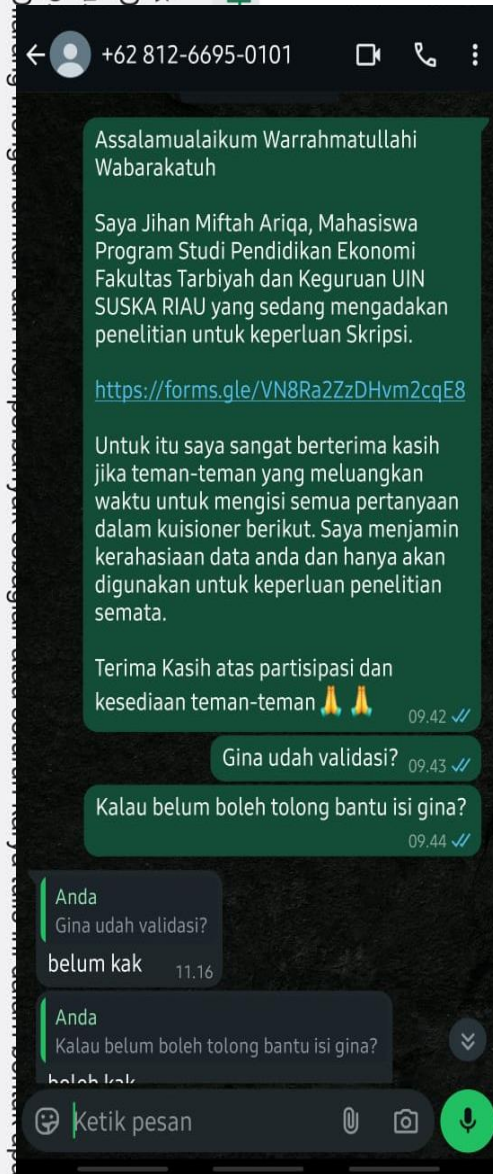 +62 812-6695-0101
Assalamualaikum Warrahmatullahi
Wabarakatuh
Saya Jihan Miftah Ariqa, Mahasiswa
Program Studi Pendidikan Ekonomi
Fakultas Tarbiyah dan Keguruan UIN
SUSKA RIAU yang sedang mengadakan
penelitian untuk keperluan Skripsi.
https://forms.gle/VN8Ra2ZzDHvm2cqE8
Untuk itu saya sangat berterima kasih
jika teman-teman yang meluangkan
waktu untuk mengisi semua pertanyaan
dalam kuisioner berikut. Saya menjamin
kerahasiaan data anda dan hanya akan
digunakan untuk keperluan penelitian
semata.
Terima Kasih atas partisipasi dan
kesediaan teman-teman 🙏 🙏
09.42
Gina udah validasi? 09.43
Kalau belum boleh tolong bantu isi gina?
09.44
Anda
Gina udah validasi?
belum kak 11.16
Anda
Kalau belum boleh tolong bantu isi gina?
boleh kak
Ketik pesan